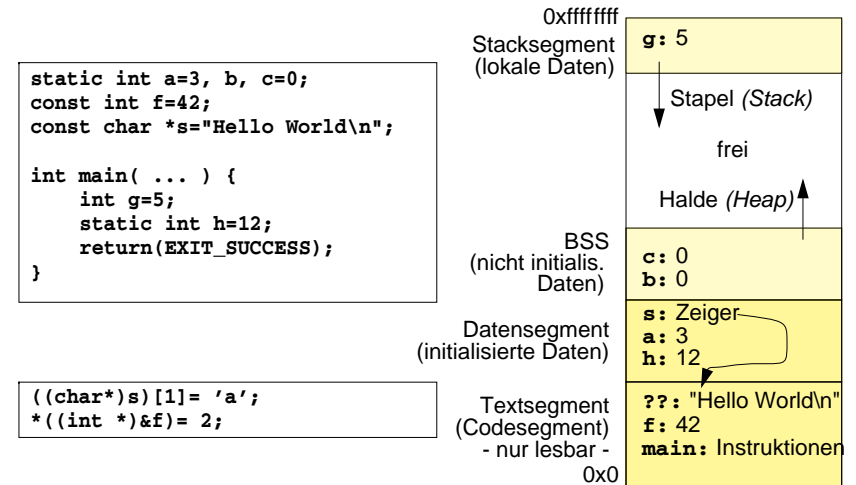 static int a=3, b, c=0;
const int f=42;
const char *s="Hello World\n";
int main( ... ) {
int g=5;
static int h=12;
return(EXIT_SUCCESS);
}
((char*)s)[1]= ’a’;
*((int *)&f)= 2;
0xffffffff
Stacksegment
(lokale Daten)
g: 5
Stapel (Stack)
frei
Halde (Heap)
BSS
(nicht initialis.
Daten)
c: 0
b: 0
Datensegment
(initialisierte Daten)
s: Zeiger
a: 3
h: 12
Textsegment
(Codesegment)
- nur lesbar -
0x0
??: "Hello World\n"
f: 42
main: Instruktionen